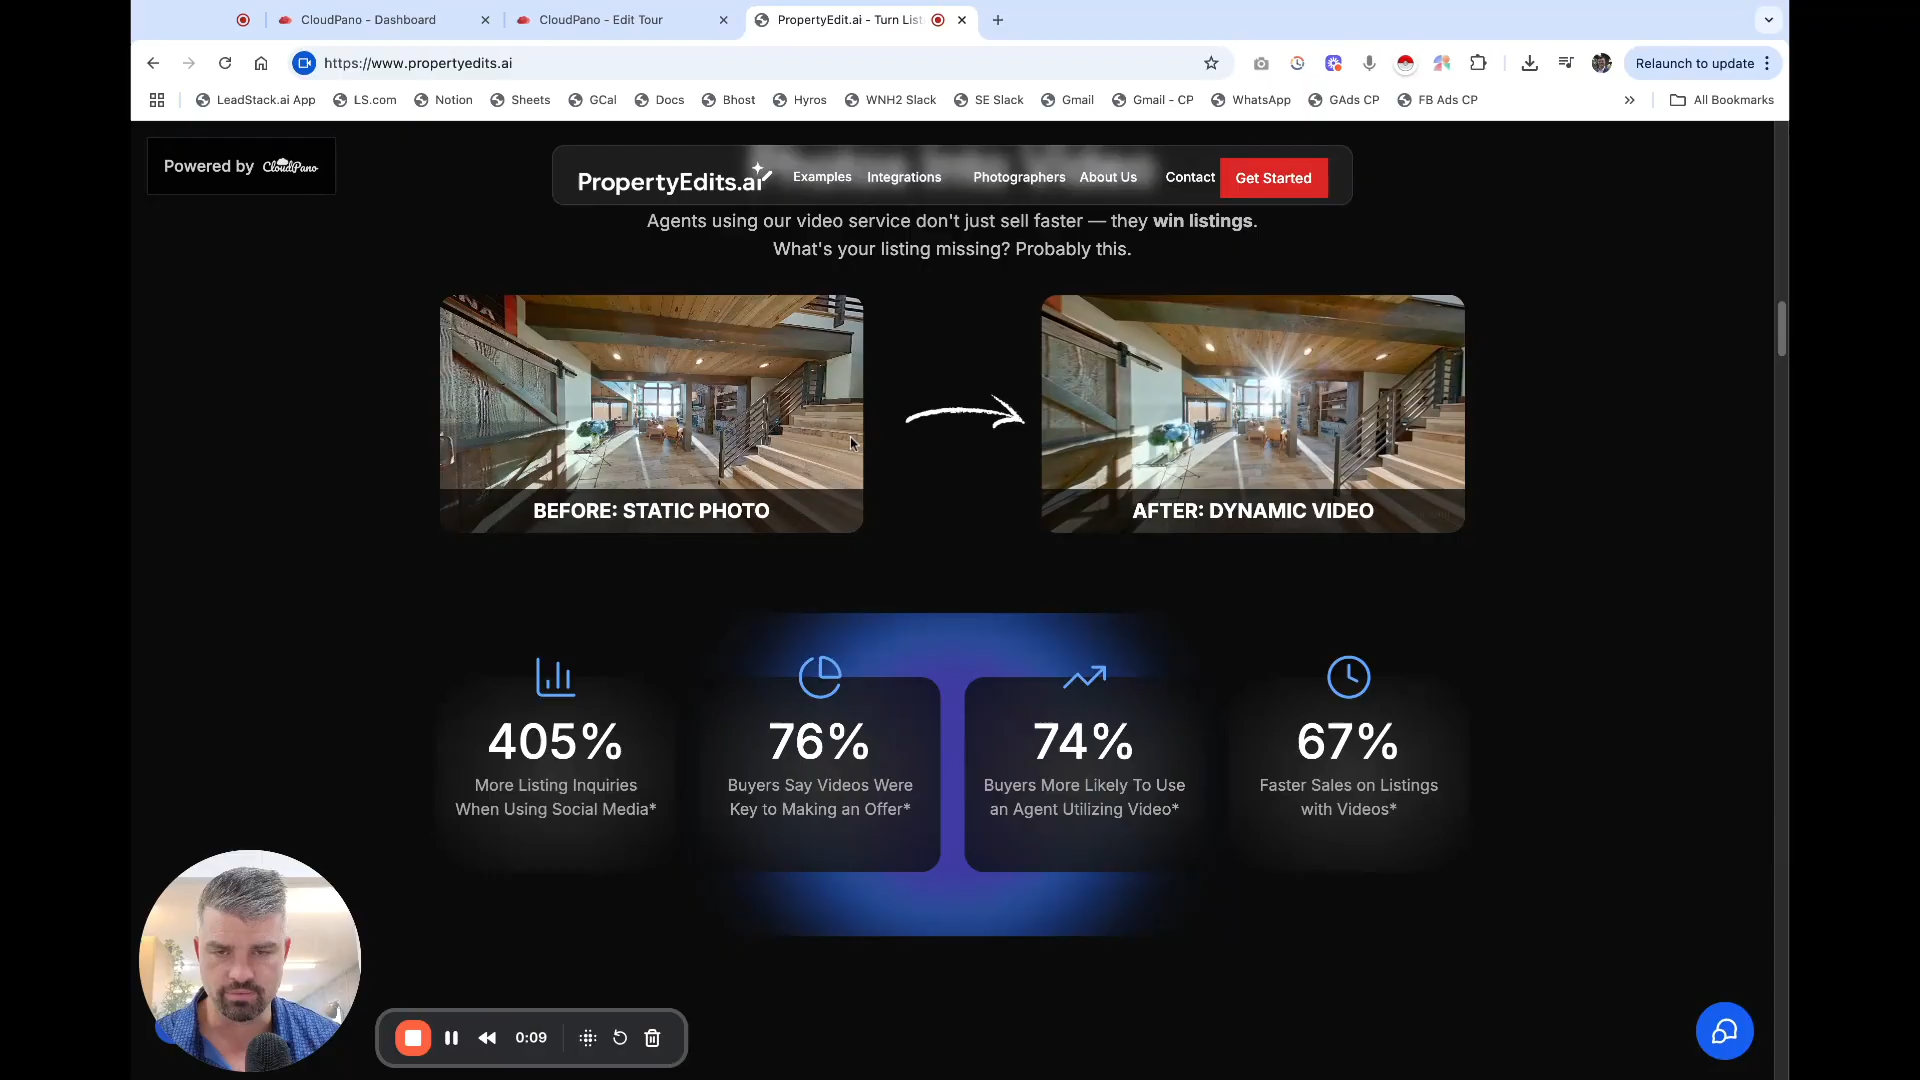 CloudPano - Dashboard
CloudPano - Edit Tour
PropertyEdit.ai - Turn List
https://www.propertyedits.ai
Relaunch to update
LeadStack.ai App
LS.com
Notion
Sheets
GCal
Docs
Bhost
Hyros
WNH2 Slack
SE Slack
Gmail
Gmail - CP
WhatsApp
GAds CP
FB Ads CP
All Bookmarks
Powered by CloudPano
PropertyEdits.ai
Examples
Integrations
Photographers
About Us
Contact
Get Started
Agents using our video service don't just sell faster — they win listings.
What's your listing missing? Probably this.
BEFORE: STATIC PHOTO
AFTER: DYNAMIC VIDEO
405%
More Listing Inquiries
When Using Social Media*
76%
Buyers Say Videos Were
Key to Making an Offer*
74%
Buyers More Likely To Use
an Agent Utilizing Video*
67%
Faster Sales on Listings
with Videos*
0:09